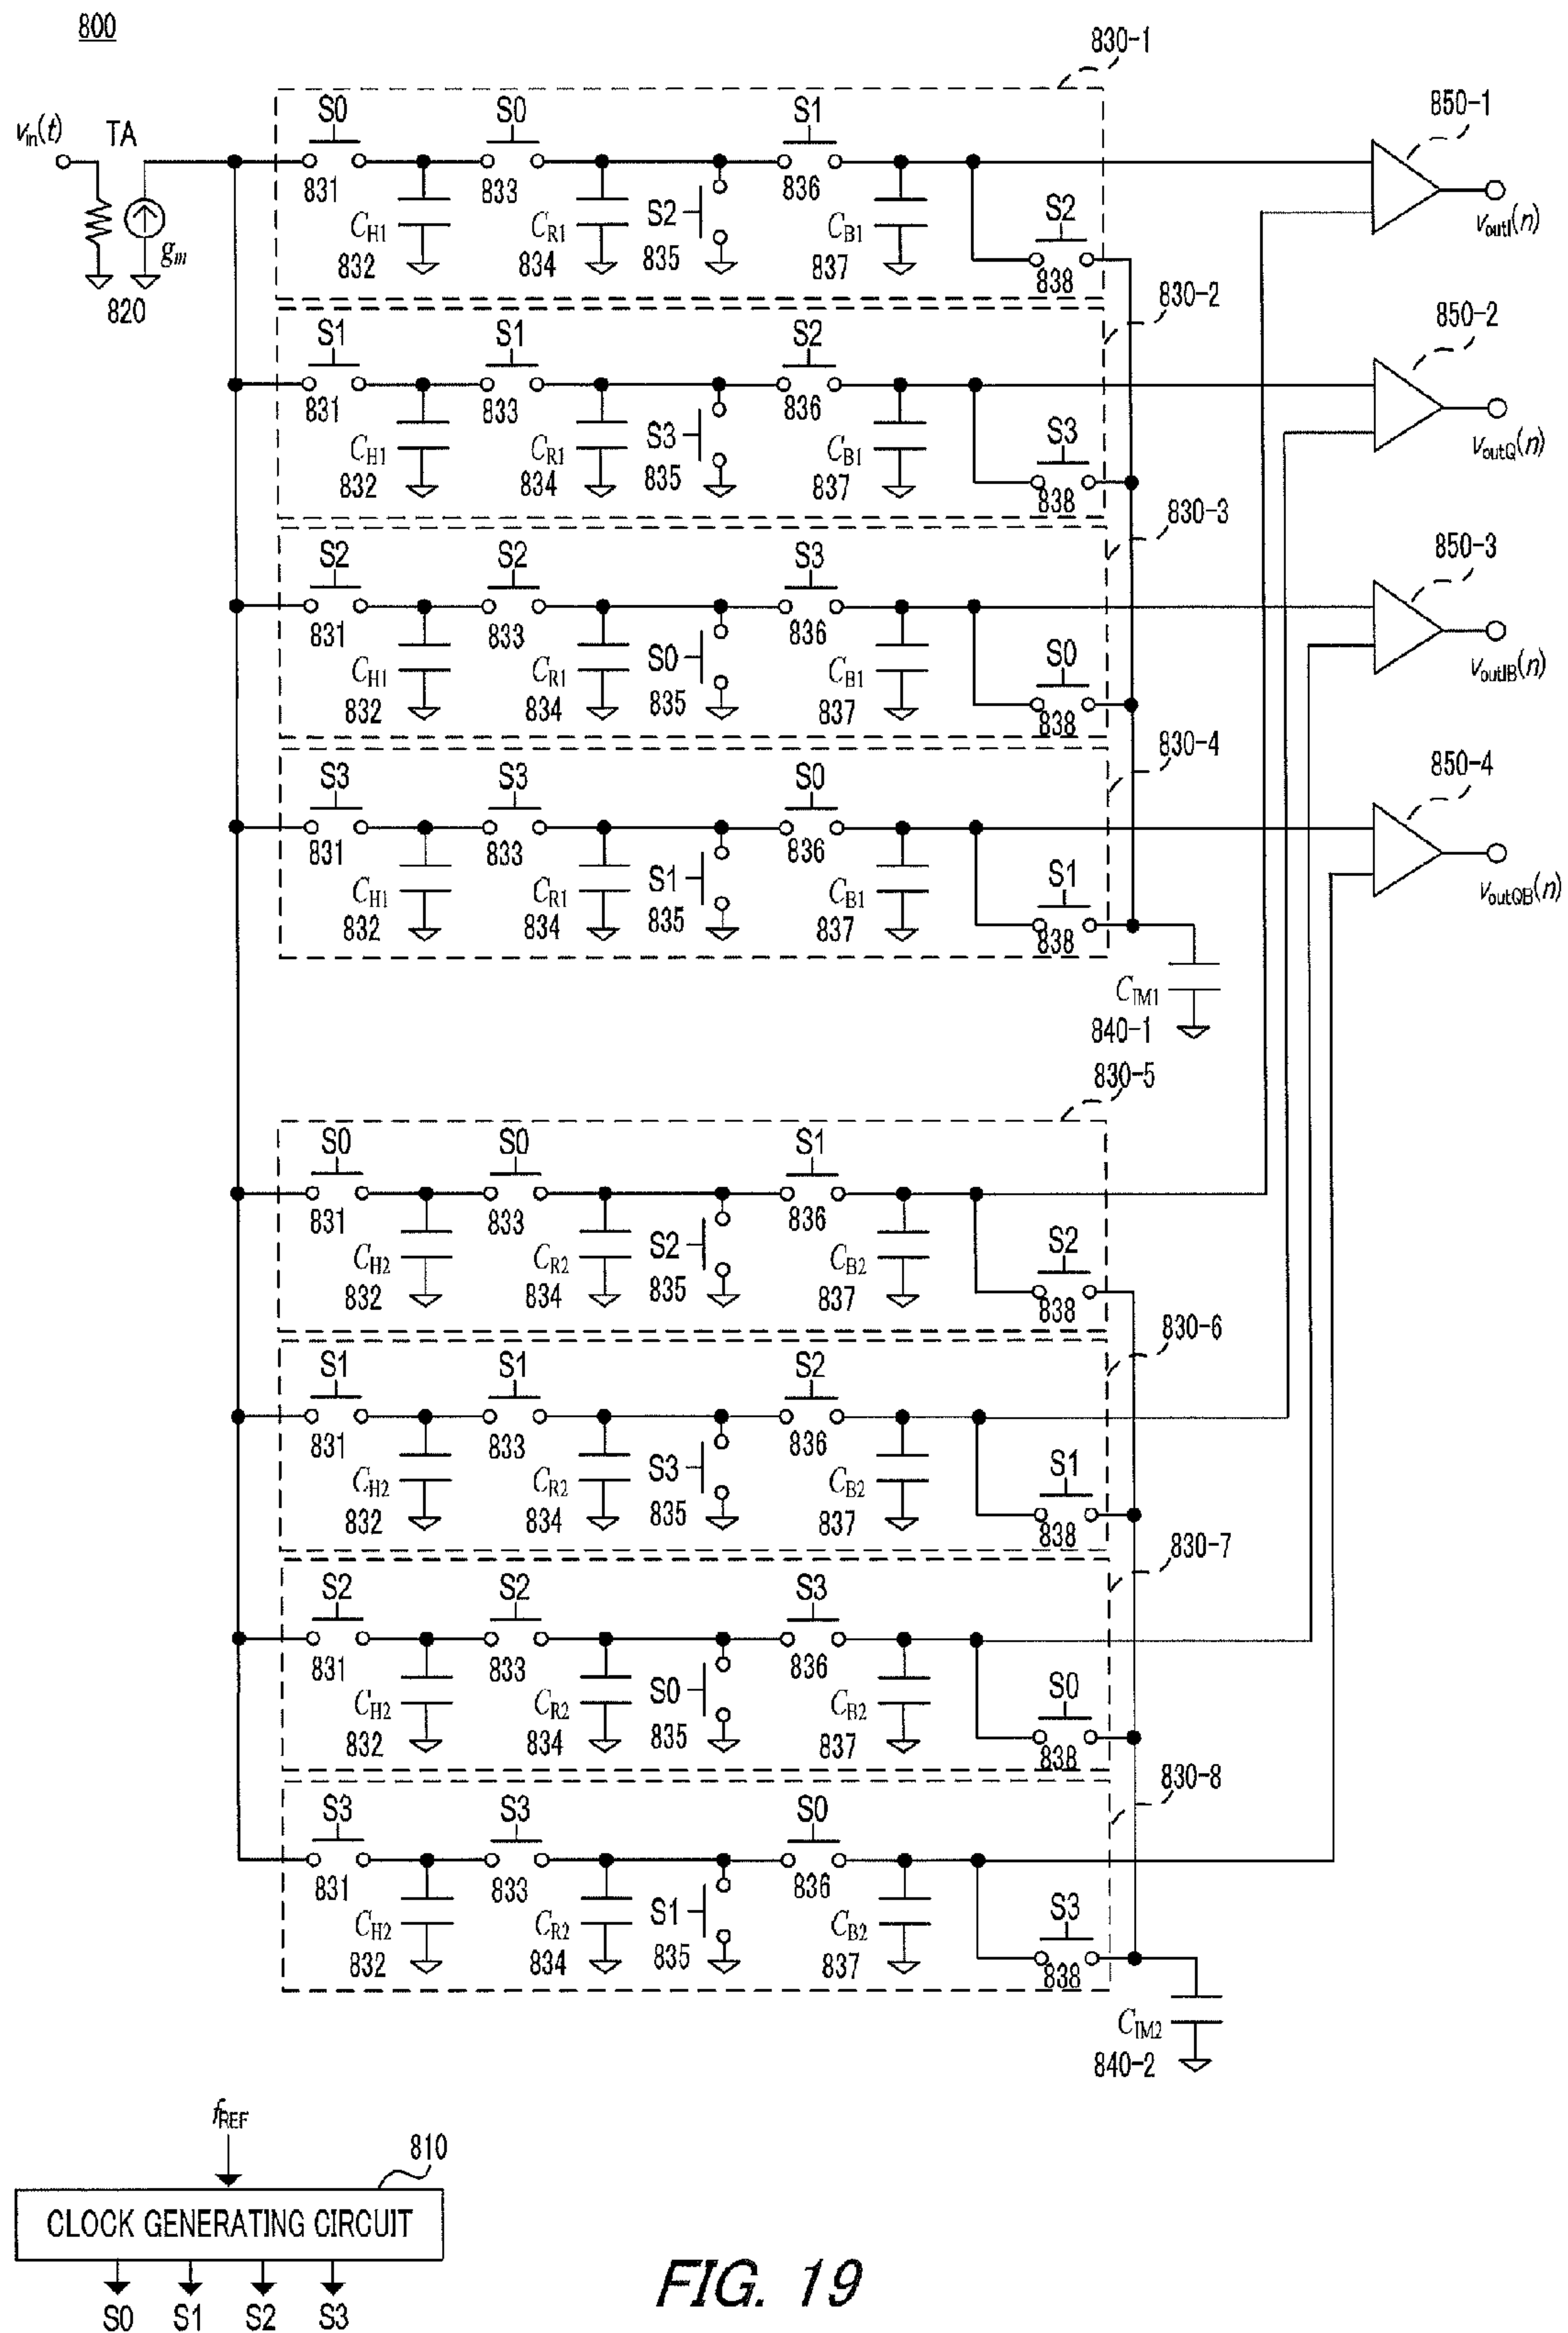 800
830-1
vin(t) TA
S0 S0 S1
850-1
831 833 836
CH1 CR1 S2 CB1 S2
832 834 835 837 838
gm
820
voutI(n)
830-2
S1 S1 S2
850-2
831 833 836
CH1 CR1 S3 CB1 S3
832 834 835 837 838
voutQ(n)
830-3
S2 S2 S3
850-3
831 833 836
CH1 CR1 S0 CB1 S0
832 834 835 837 838
voutIB(n)
830-4
S3 S3 S0
850-4
831 833 836
CH1 CR1 S1 CB1 S1
832 834 835 837 838
voutQB(n)
CIM1
840-1
830-5
S0 S0 S1
831 833 836
CH2 CR2 S2 CB2 S2
832 834 835 837 838
830-6
S1 S1 S2
831 833 836
CH2 CR2 S3 CB2 S1
832 834 835 837 838
830-7
S2 S2 S3
831 833 836
CH2 CR2 S0 CB2 S0
832 834 835 837 838
830-8
S3 S3 S0
831 833 836
CH2 CR2 S1 CB2 S3
832 834 835 837 838
CIM2
840-2
fREF
810
CLOCK GENERATING CIRCUIT
S0 S1 S2 S3
FIG. 19